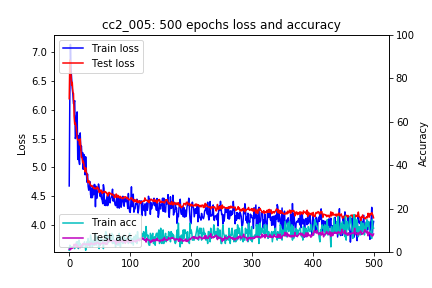 cc2_005: 500 epochs loss and accuracy
Train loss
Test loss
7.0
6.5
6.0
5.5
5.0
4.5
4.0
Loss
100
80
60
40
20
0
Accuracy
Train acc
Test acc
0
100
200
300
400
500